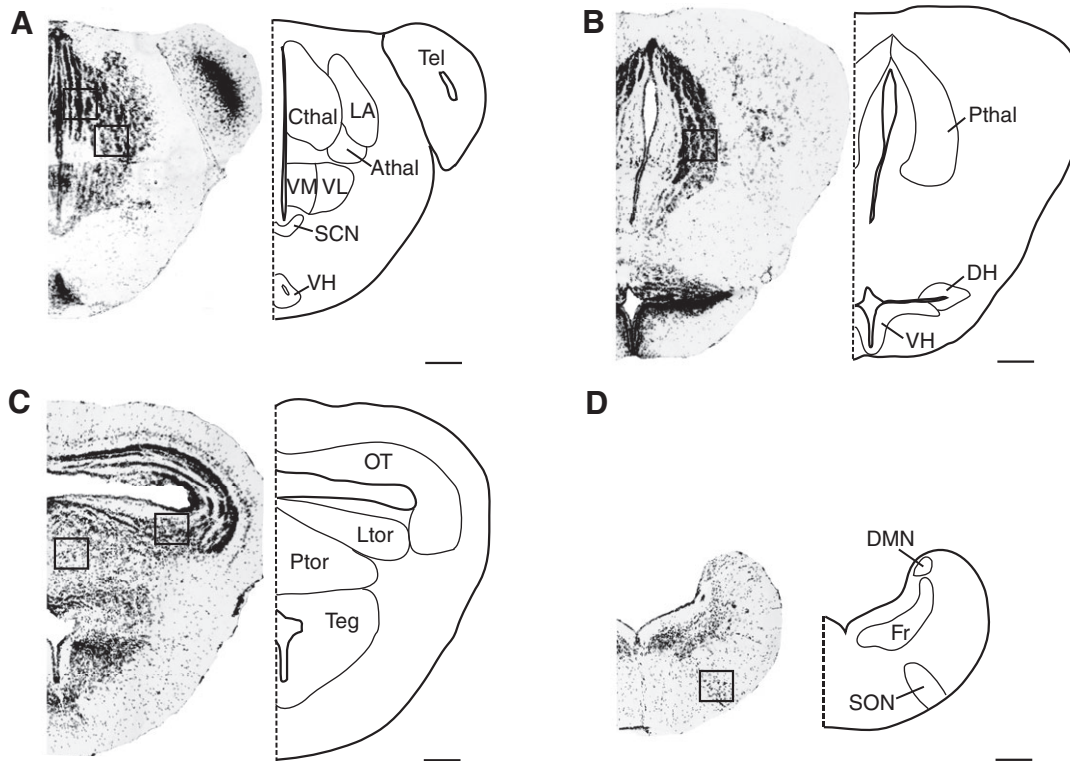 A
Tel
Cthal
LA
Athal
VM VL
SCN
VH
B
Pthal
DH
VH
C
OT
Ltor
Ptor
Teg
D
DMN
Fr
SON